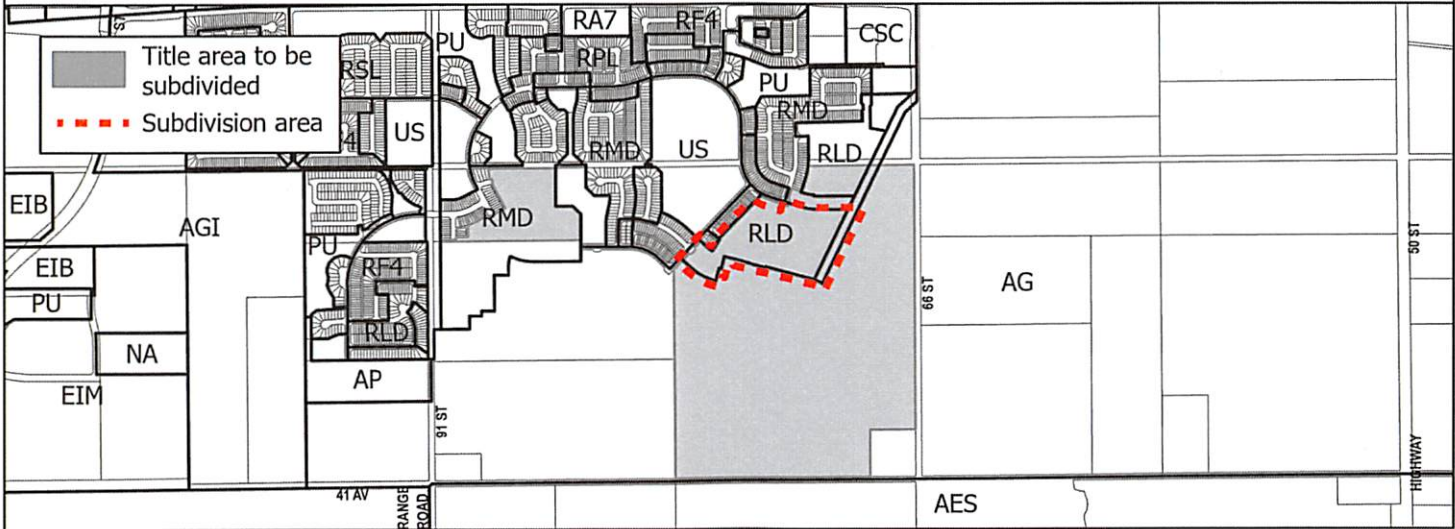 ST
RA7
RF4
CSC
PU
RSL
RPL
Title area to be
subdivided
PU
Subdivision area
RMD
US
RMD
US
RLD
EIB
AGI
RMD
RLD
PU
50 ST
EIB
RF4
AG
PU
66 ST
RLD
NA
AP
EIM
91 ST
HIGHWAY
41 AV
RANGE
ROAD
AES